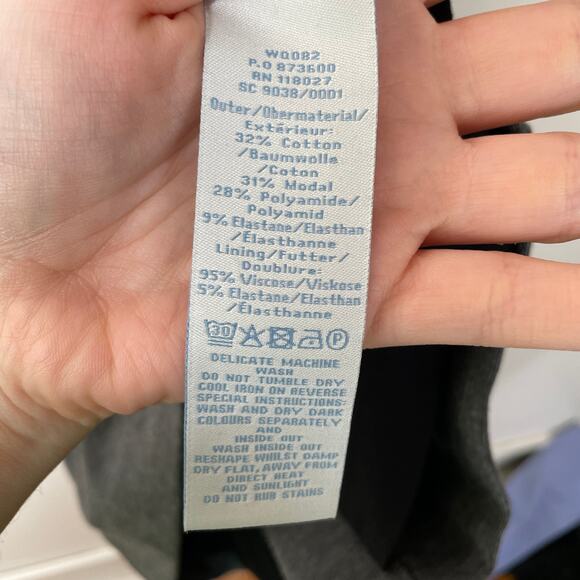 WQ082
P.O 873600
RN 118027
SC 9038/0001
Outer/Obermaterial/
Extérieur:
32% Cotton
/Baumwolle
/Coton
31% Modal
28% Polyamide/
Polyamid
9% Elastane/Elasthan
/Élasthanne
Lining/Futter/
Doublure:
95% Viscose/Viskose
5% Elastane/Elasthan
/Élasthanne
30 P
DELICATE MACHINE
WASH
DO NOT TUMBLE DRY
COOL IRON ON REVERSE
SPECIAL INSTRUCTIONS:
WASH AND DRY DARK
COLOURS SEPARATELY
AND
INSIDE OUT
WASH INSIDE OUT
RESHAPE WHILST DAMP
DRY FLAT, AWAY FROM
DIRECT HEAT
AND SUNLIGHT
DO NOT RUB STAINS